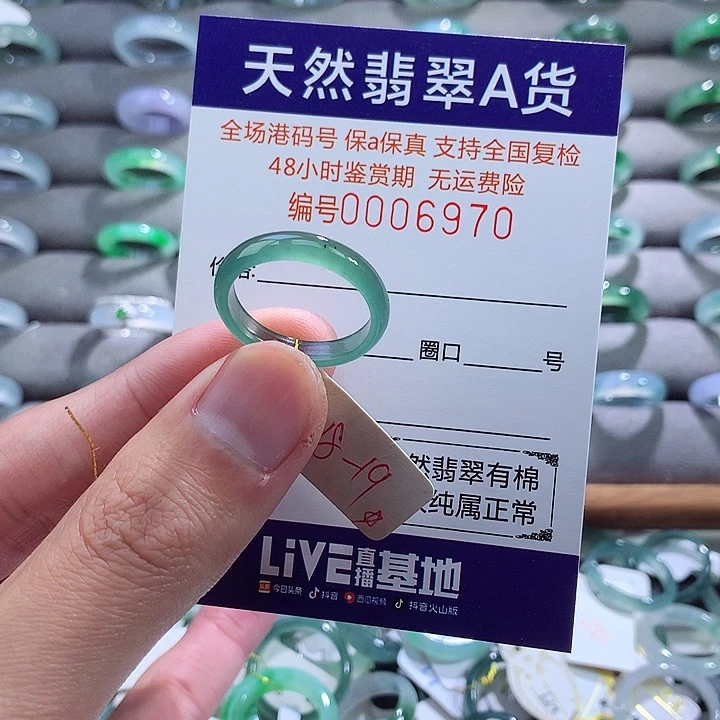 天然翡翠A货
全场港码号 保a保真 支持全国复检
48小时鉴赏期 无运费险
编号0006970
圈口 号
然翡翠有棉
纯属正常
LiVE直播基地
今日头条 抖音 西瓜视频 抖音火山版